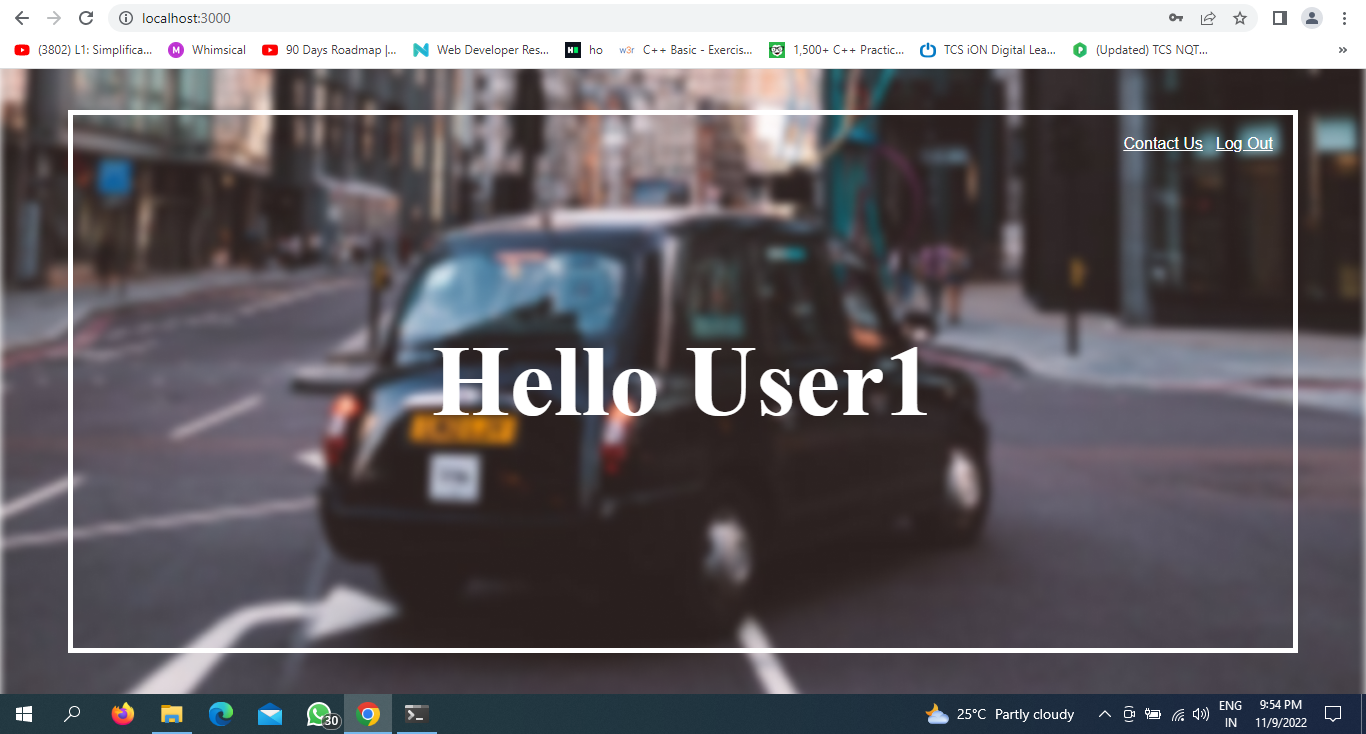 localhost:3000
(3802) L1: Simplifica...
M Whimsical
90 Days Roadmap |...
Web Developer Res...
ho
w3r C++ Basic - Exercis...
1,500+ C++ Practic...
TCS iON Digital Lea...
(Updated) TCS NQT...
»
Contact Us Log Out
Hello User1
30
25°C Partly cloudy
ENG
IN
9:54 PM
11/9/2022